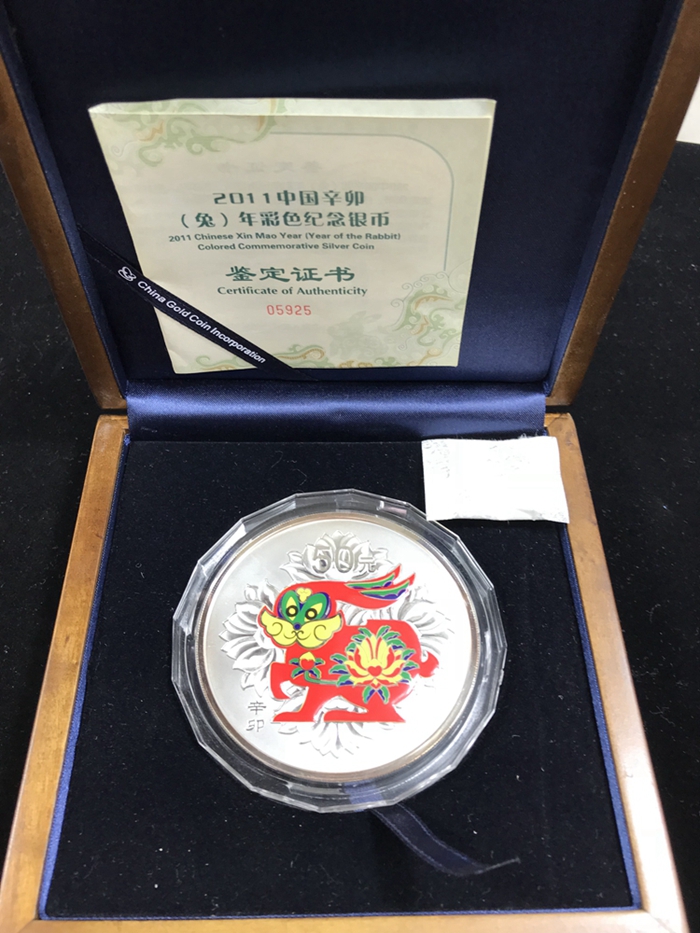 2011中国辛卯
（兔）年彩色纪念银币
2011 Chinese Xin Mao Year (Year of the Rabbit)
Colored Commemorative Silver Coin
鉴定证书
Certificate of Authenticity
05925
China Gold Coin Incorporation
50元
辛
卯